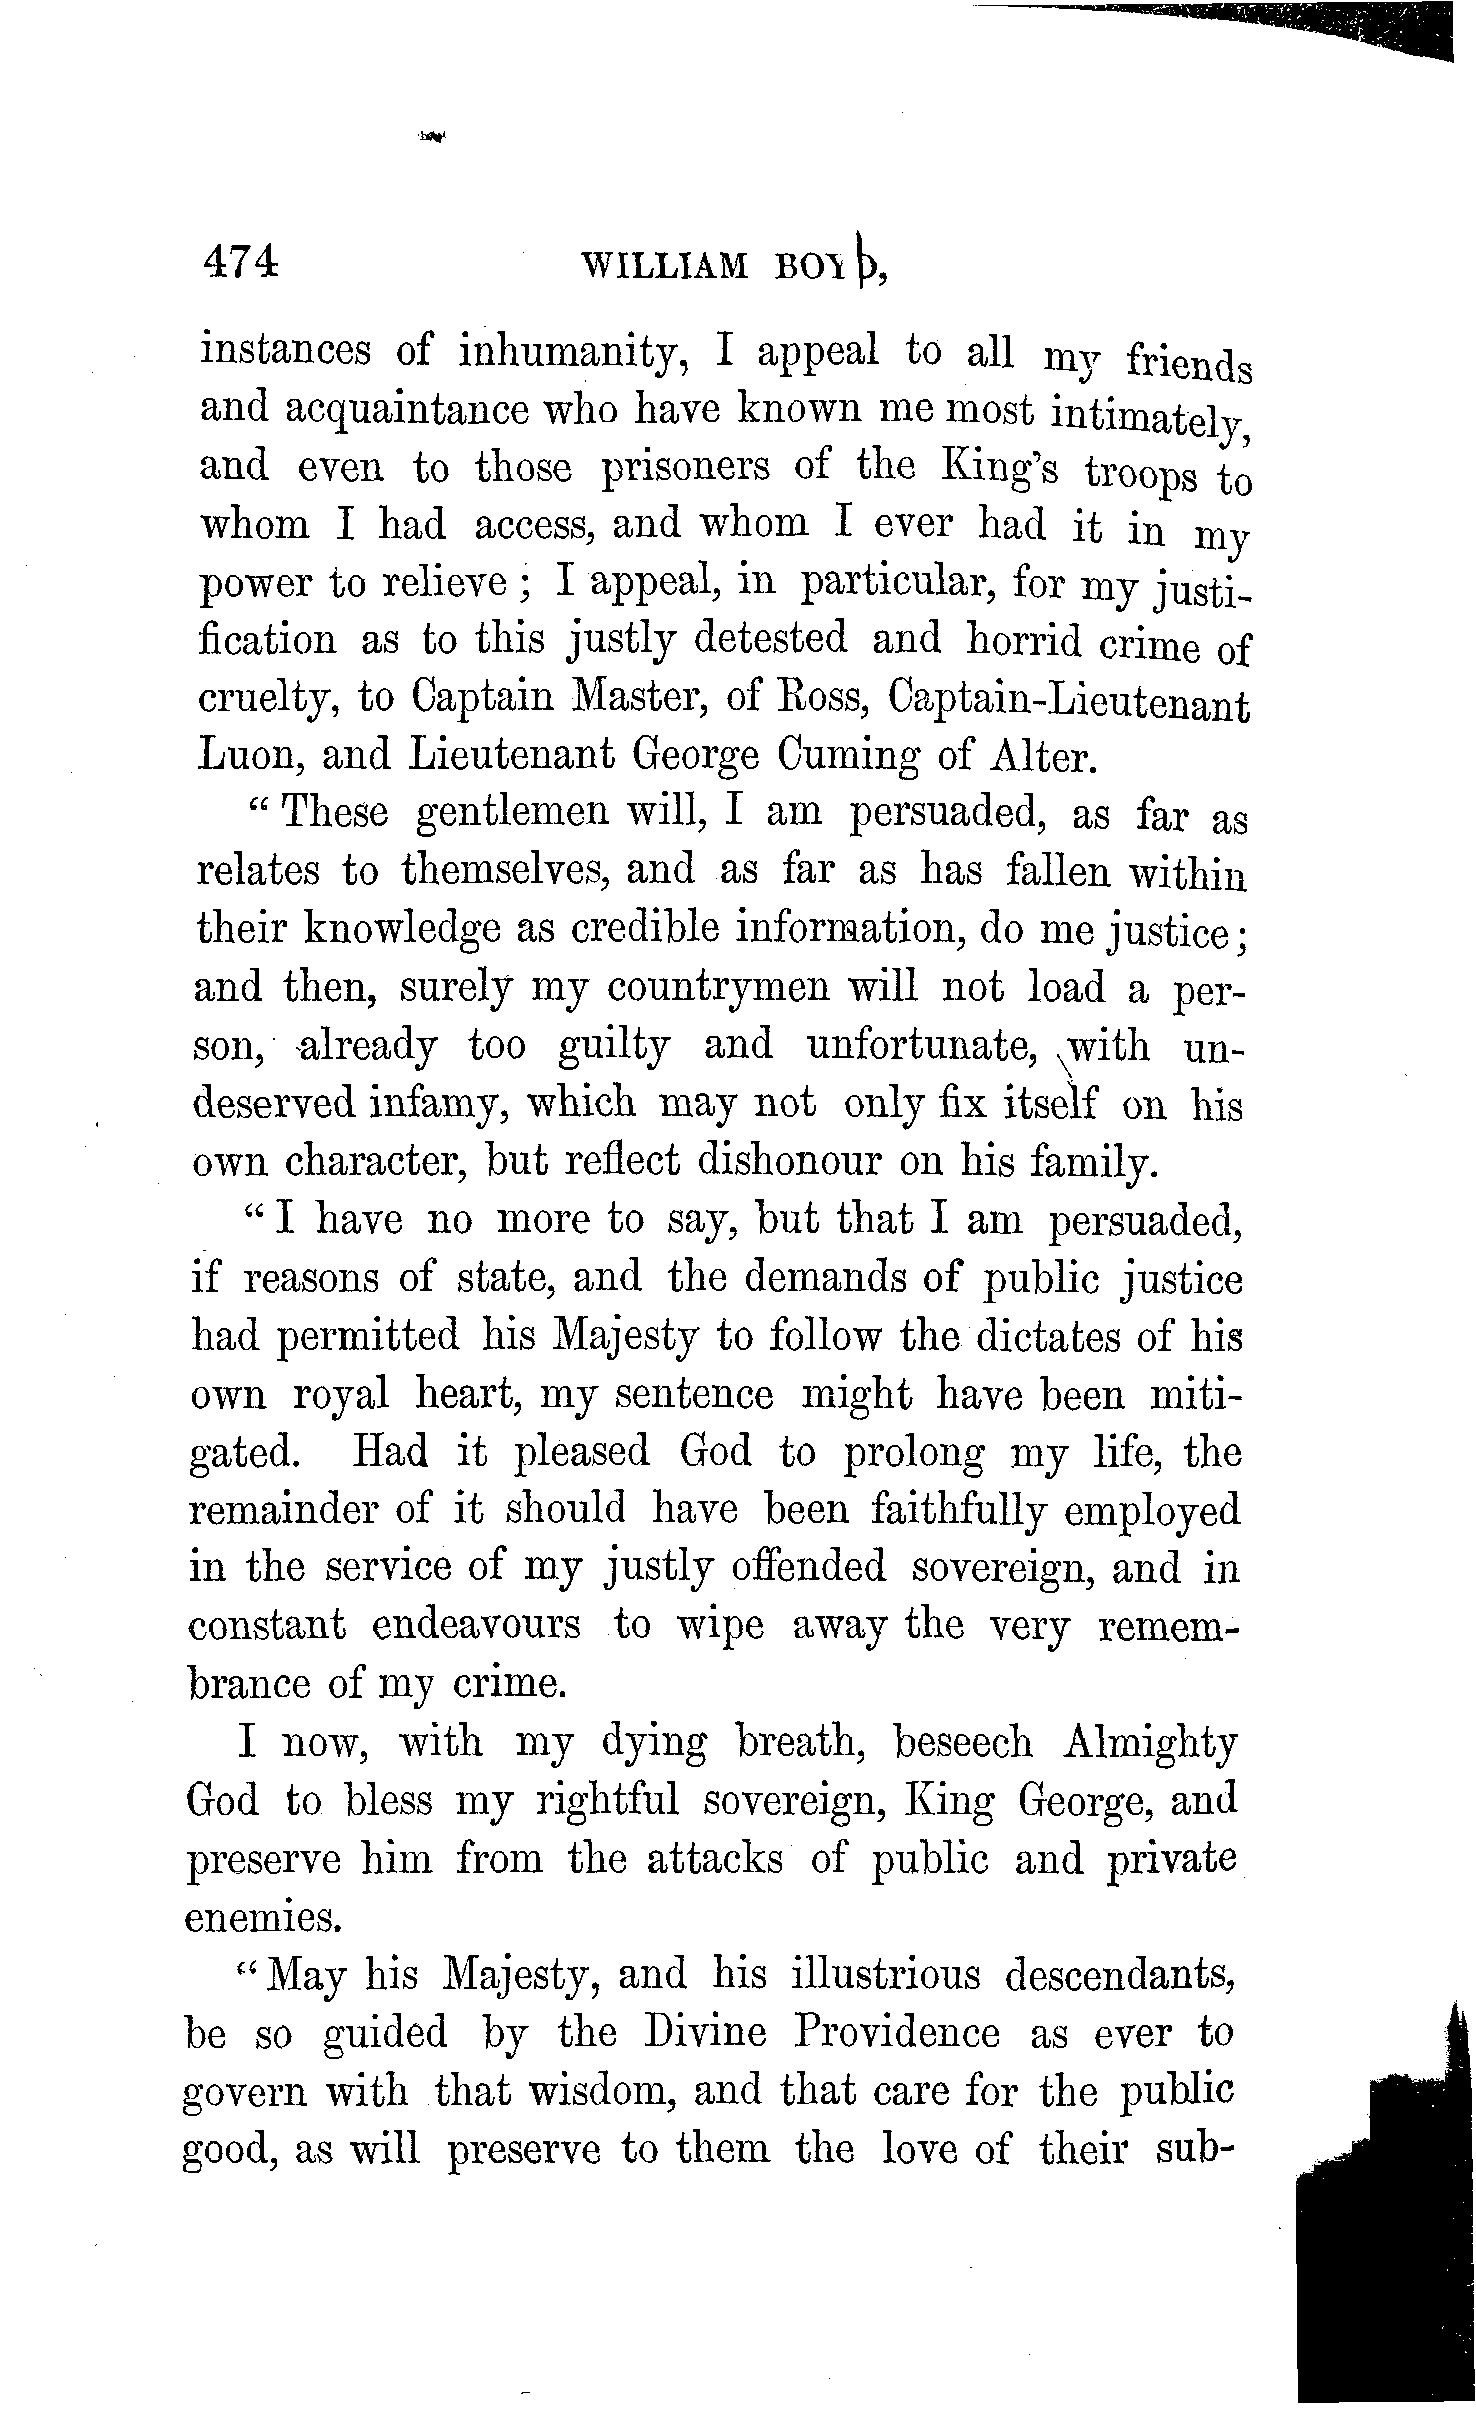 474 WILLIAM BOYD,
instances of inhumanity, I appeal to all my friends
and acquaintance who have known me most intimately,
and even to those prisoners of the King's troops to
whom I had access, and whom I ever had it in my
power to relieve ; I appeal, in particular, for my justi-
fication as to this justly detested and horrid crime of
cruelty, to Captain Master, of Ross, Captain-Lieutenant
Luon, and Lieutenant George Cuming of Alter.
“ These gentlemen will, I am persuaded, as far as
relates to themselves, and as far as has fallen within
their knowledge as credible information, do me justice;
and then, surely my countrymen will not load a per-
son, already too guilty and unfortunate, with un-
deserved infamy, which may not only fix itself on his
own character, but reflect dishonour on his family.
“ I have no more to say, but that I am persuaded,
if reasons of state, and the demands of public justice
had permitted his Majesty to follow the dictates of his
own royal heart, my sentence might have been miti-
gated. Had it pleased God to prolong my life, the
remainder of it should have been faithfully employed
in the service of my justly offended sovereign, and in
constant endeavours to wipe away the very remem-
brance of my crime.
I now, with my dying breath, beseech Almighty
God to bless my rightful sovereign, King George, and
preserve him from the attacks of public and private
enemies.
“ May his Majesty, and his illustrious descendants,
be so guided by the Divine Providence as ever to
govern with that wisdom, and that care for the public
good, as will preserve to them the love of their sub-